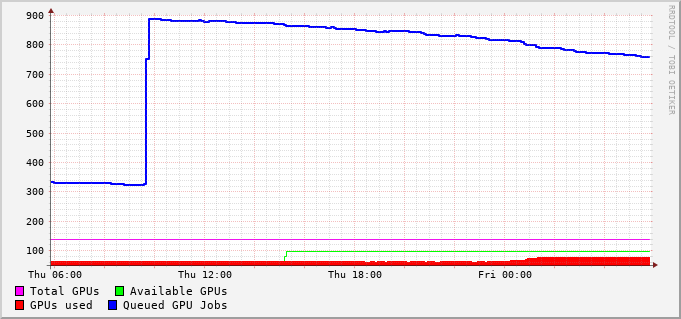 900
800
700
600
500
400
300
200
100
Thu 06:00 Thu 12:00 Thu 18:00 Fri 00:00
Total GPUs Available GPUs
GPUs used Queued GPU Jobs
RRDTOOL / TOBI OETIKER